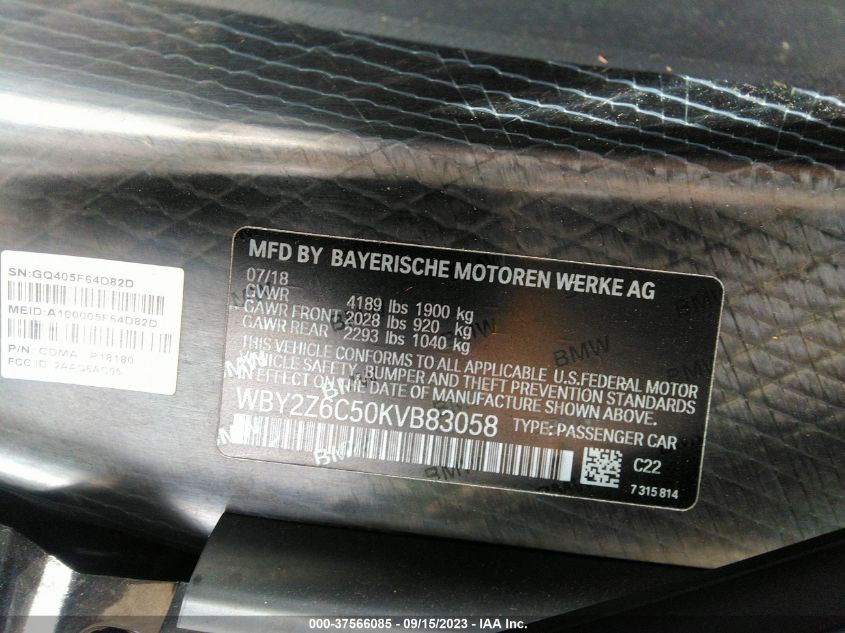 SN:GQ405F64D82D
MEID:A100005F64D82D
P/N: CDMA P18180
FCC ID:
MFD BY BAYERISCHE MOTOREN WERKE AG
07/18
GVWR 4189 lbs 1900 kg
GAWR FRONT 2028 lbs 920 kg
GAWR REAR 2293 lbs 1040 kg
THIS VEHICLE CONFORMS TO ALL APPLICABLE U.S.FEDERAL MOTOR
VEHICLE SAFETY, BUMPER, AND THEFT PREVENTION STANDARDS
IN EFFECT ON THE DATE OF MANUFACTURE SHOWN ABOVE.
WBY2Z6C50KVB83058 TYPE: PASSENGER CAR
C22
7 315 814
BMW
000-37566085 - 09/15/2023 - IAA Inc.